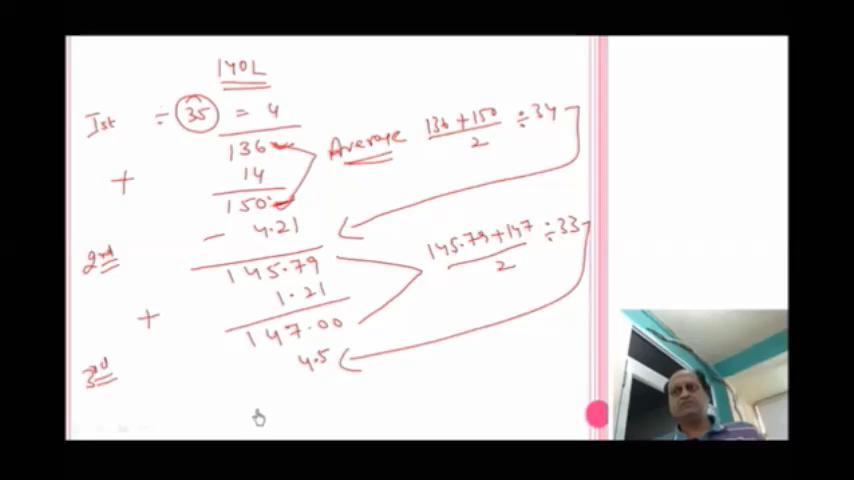 140L
Ist ÷ 35 = 4
136 Average 136+150/2 ÷34
+ 14
150
2nd - 4.21
145.79 145.79+147/2 ÷33
+ 1.21
147.00
3rd 4.5